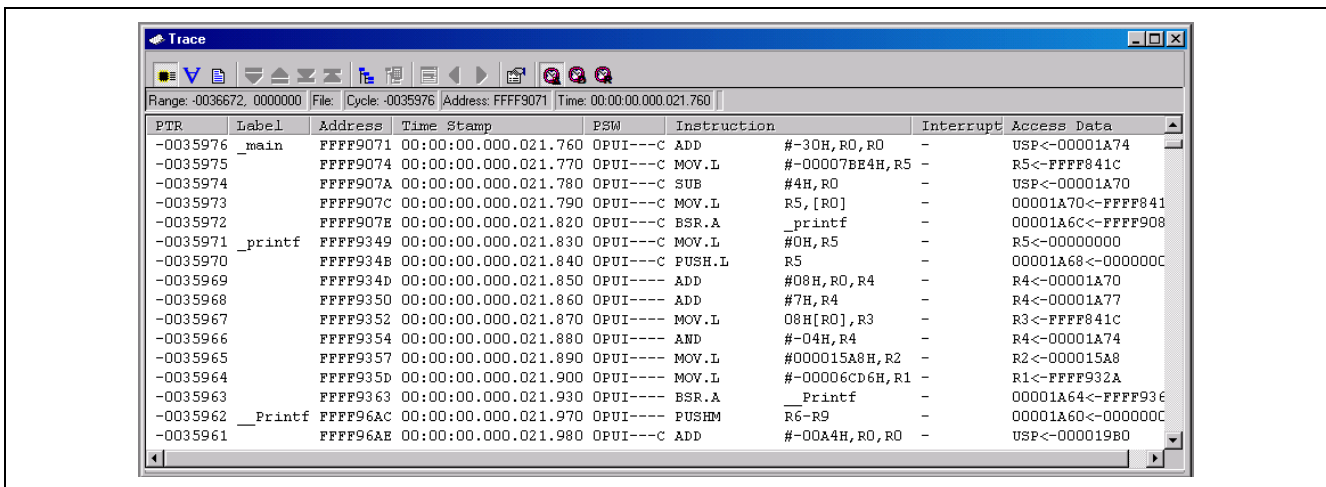 Trace
Range: -0036672, 0000000 File: Cycle: -0035976 Address: FFFF9071 Time: 00:00:00.000.021.760
PTR Label Address Time Stamp PSW Instruction Interrupt Access Data
-0035976 _main FFFF9071 00:00:00.000.021.760 OPUI---C ADD #-30H,R0,R0 - USP<-00001A74
-0035975 FFFF9074 00:00:00.000.021.770 OPUI---C MOV.L #-00007BE4H,R5 - R5<-FFFF841C
-0035974 FFFF907A 00:00:00.000.021.780 OPUI---C SUB #4H,R0 - USP<-00001A70
-0035973 FFFF907C 00:00:00.000.021.790 OPUI---C MOV.L R5,[R0] - 00001A70<-FFFF841
-0035972 FFFF907E 00:00:00.000.021.820 OPUI---C BSR.A _printf - 00001A6C<-FFFF908
-0035971 _printf FFFF9349 00:00:00.000.021.830 OPUI---C MOV.L #0H,R5 - R5<-00000000
-0035970 FFFF934B 00:00:00.000.021.840 OPUI---C PUSH.L R5 - 00001A68<-0000000
-0035969 FFFF934D 00:00:00.000.021.850 OPUI---- ADD #08H,R0,R4 - R4<-00001A70
-0035968 FFFF9350 00:00:00.000.021.860 OPUI---- ADD #7H,R4 - R4<-00001A77
-0035967 FFFF9352 00:00:00.000.021.870 OPUI---- MOV.L 08H[R0],R3 - R3<-FFFF841C
-0035966 FFFF9354 00:00:00.000.021.880 OPUI---- AND #-04H,R4 - R4<-00001A74
-0035965 FFFF9357 00:00:00.000.021.890 OPUI---- MOV.L #000015A8H,R2 - R2<-000015A8
-0035964 FFFF935D 00:00:00.000.021.900 OPUI---- MOV.L #-00006CD6H,R1 - R1<-FFFF932A
-0035963 FFFF9363 00:00:00.000.021.930 OPUI---- BSR.A __Printf - 00001A64<-FFFF936
-0035962 __Printf FFFF96AC 00:00:00.000.021.970 OPUI---- PUSHM R6-R9 - 00001A60<-0000000
-0035961 FFFF96AE 00:00:00.000.021.980 OPUI---C ADD #-00A4H,R0,R0 - USP<-000019B0